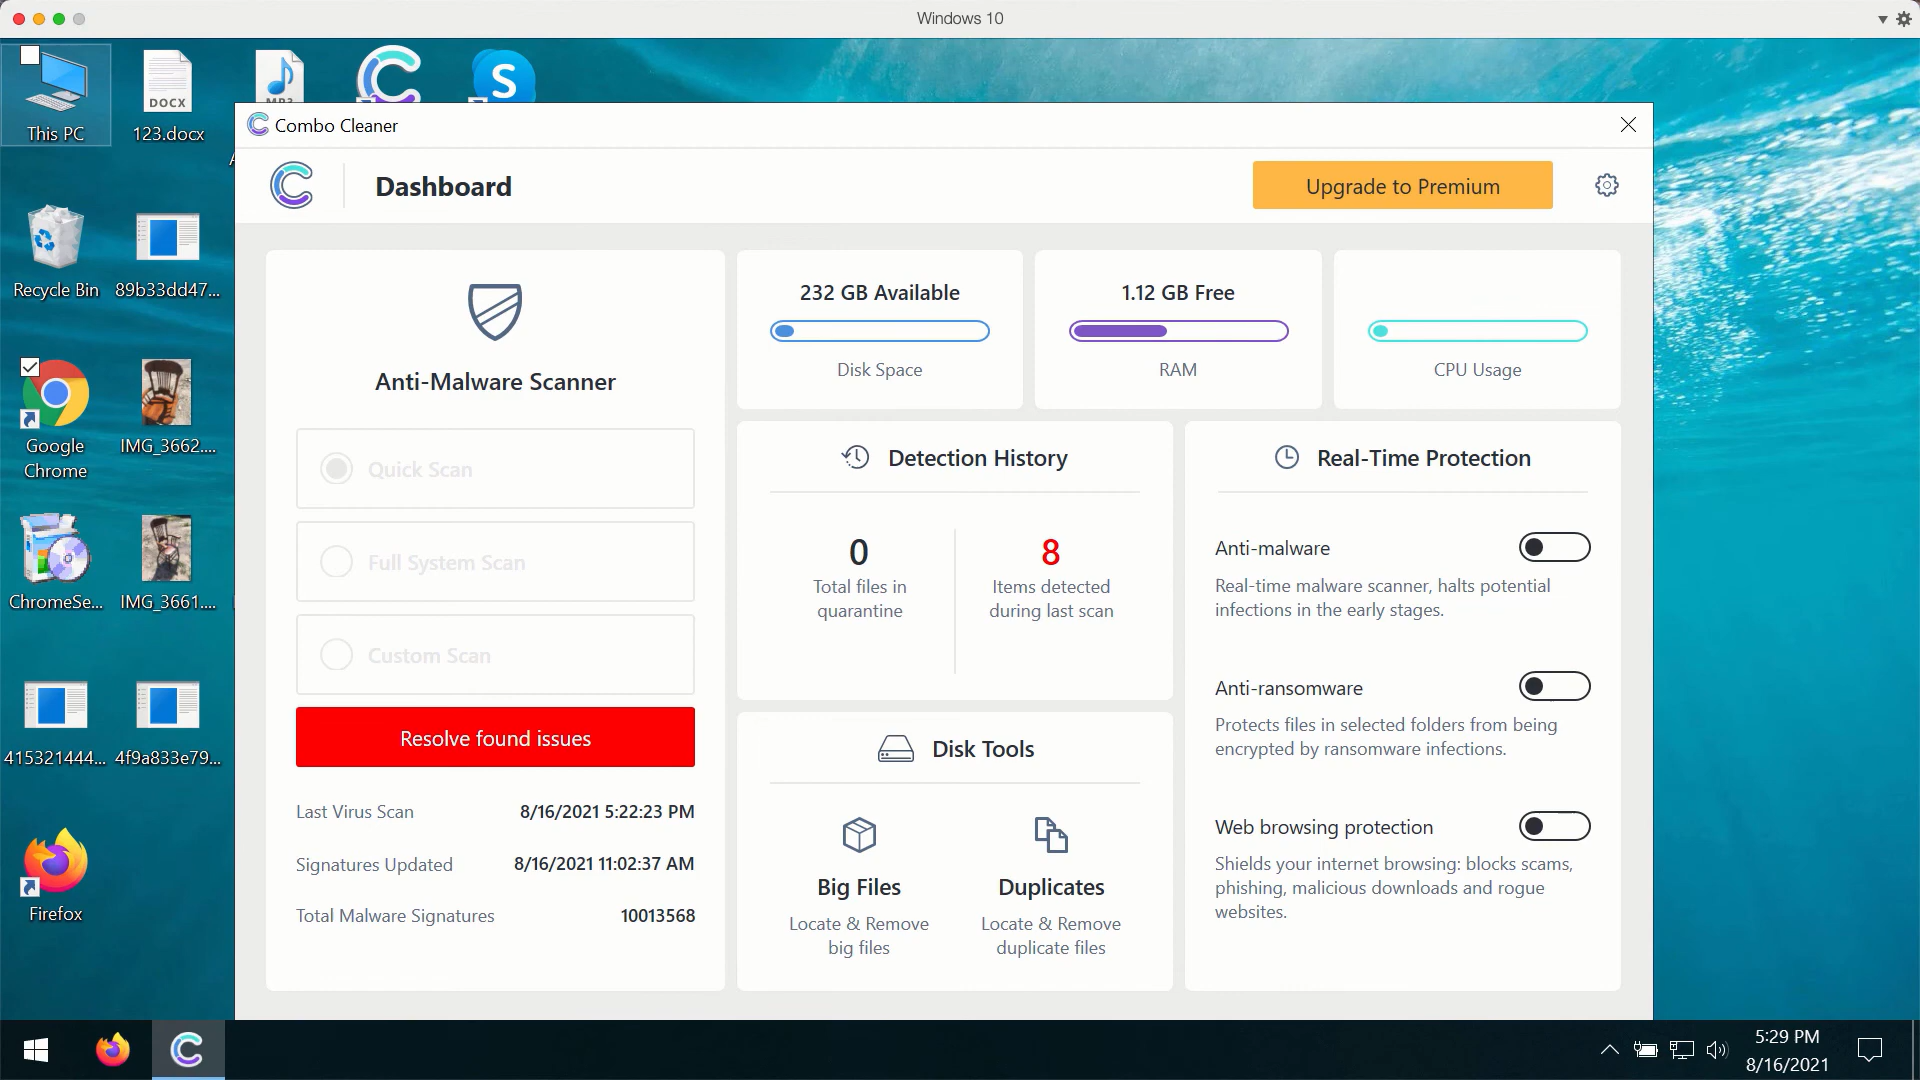 Windows 10
This PC
DOCX
123.docx
MP3
S
Recycle Bin
89b33dd47...
Google
Chrome
IMG_3662....
ChromeSe...
IMG_3661....
415321444...
4f9a833e79...
Firefox
Combo Cleaner
Dashboard
Upgrade to Premium
Anti-Malware Scanner
Quick Scan
Full System Scan
Custom Scan
Resolve found issues
Last Virus Scan 8/16/2021 5:22:23 PM
Signatures Updated 8/16/2021 11:02:37 AM
Total Malware Signatures 10013568
232 GB Available
Disk Space
1.12 GB Free
RAM
CPU Usage
Detection History
0
Total files in
quarantine
8
Items detected
during last scan
Disk Tools
Big Files
Locate & Remove
big files
Duplicates
Locate & Remove
duplicate files
Real-Time Protection
Anti-malware
Real-time malware scanner, halts potential
infections in the early stages.
Anti-ransomware
Protects files in selected folders from being
encrypted by ransomware infections.
Web browsing protection
Shields your internet browsing: blocks scams,
phishing, malicious downloads and rogue
websites.
5:29 PM
8/16/2021